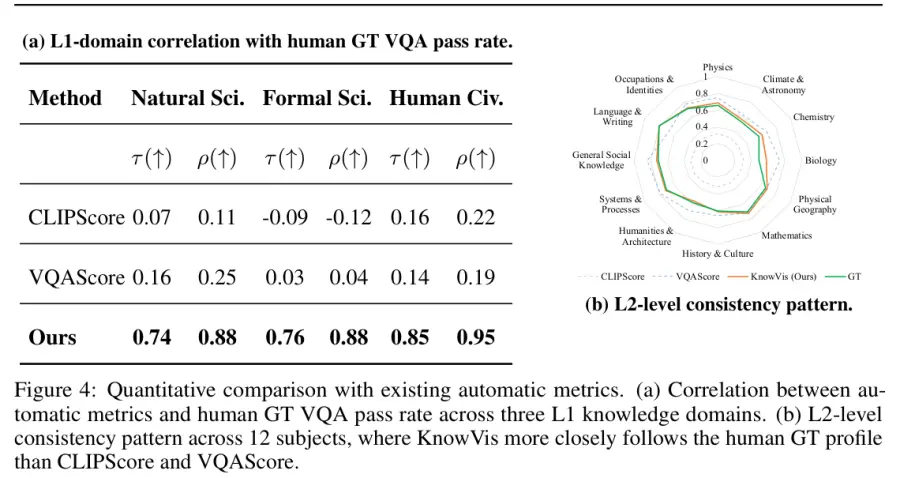 (a) L1-domain correlation with human GT VQA pass rate.
Method Natural Sci. Formal Sci. Human Civ.
τ(↑) ρ(↑) τ(↑) ρ(↑) τ(↑) ρ(↑)
CLIPScore 0.07 0.11 -0.09 -0.12 0.16 0.22
VQAScore 0.16 0.25 0.03 0.04 0.14 0.19
Ours 0.74 0.88 0.76 0.88 0.85 0.95
Physics
Climate &
Astronomy
Chemistry
Biology
Physical
Geography
Mathematics
History & Culture
Humanities &
Architecture
Systems &
Processes
General Social
Knowledge
Language &
Writing
Occupations &
Identities
1
0.8
0.6
0.4
0.2
0
CLIPScore VQAScore KnowVis (Ours) GT
(b) L2-level consistency pattern.
Figure 4: Quantitative comparison with existing automatic metrics. (a) Correlation between au-
tomatic metrics and human GT VQA pass rate across three L1 knowledge domains. (b) L2-level
consistency pattern across 12 subjects, where KnowVis more closely follows the human GT profile
than CLIPScore and VQAScore.